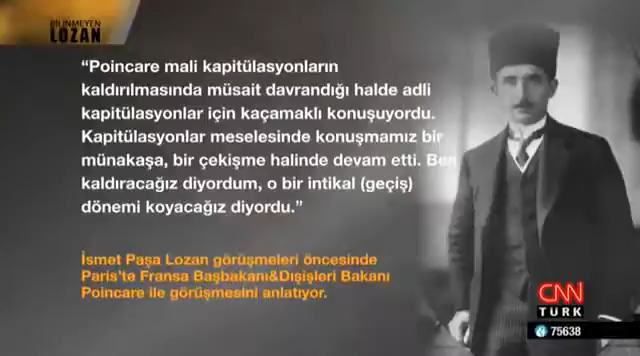 BİLİNMEYEN
LOZAN
“Poincare mali kapitülasyonların
kaldırılmasında müsait davrandığı halde adli
kapitülasyonlar için kaçamaklı konuşuyordu.
Kapitülasyonlar meselesinde konuşmamız bir
münakaşa, bir çekişme halinde devam etti. Ben
kaldıracağız diyordum, o bir intikal (geçiş)
dönemi koyacağız diyordu.”
İsmet Paşa Lozan görüşmeleri öncesinde
Paris’te Fransa Başbakanı&Dışişleri Bakanı
Poincare ile görüşmesini anlatıyor.
CNN
TÜRK
75638